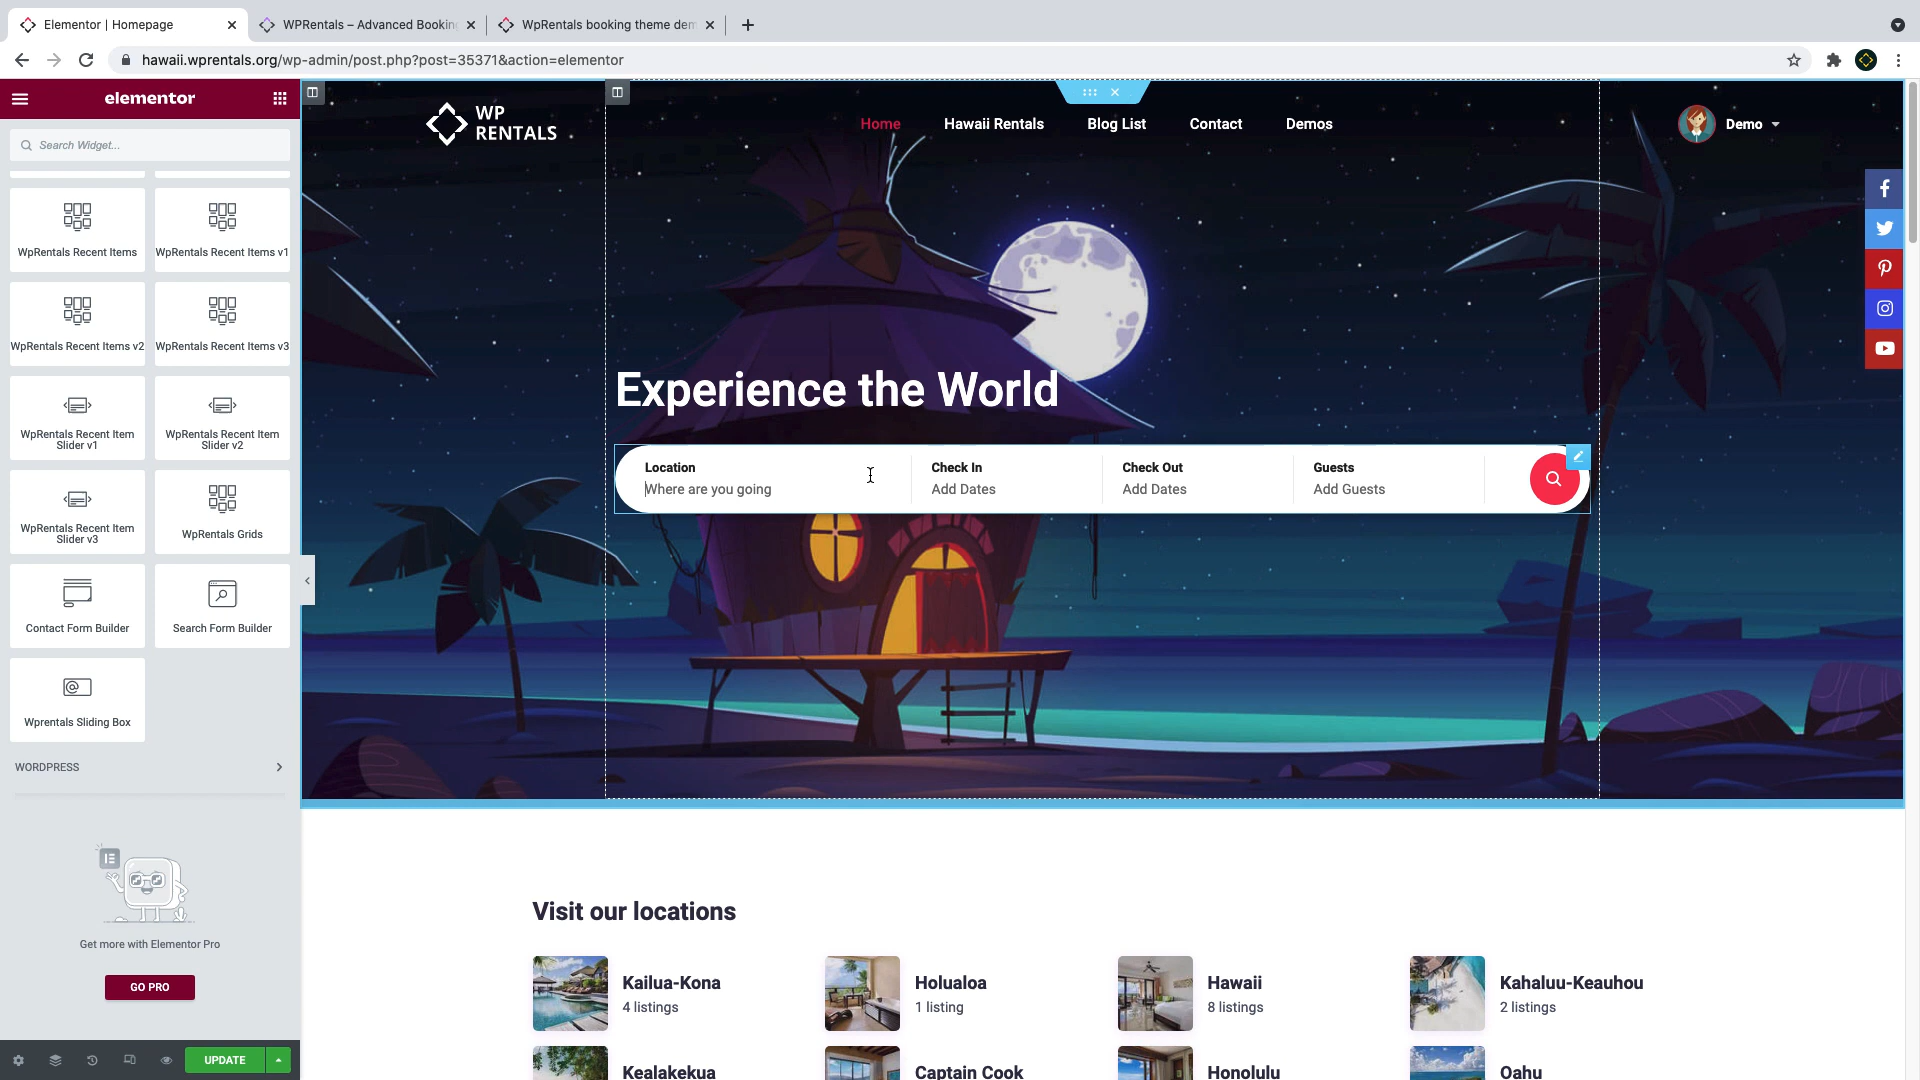 Elementor | Homepage
WPRentals – Advanced Booking
WpRentals booking theme dem
hawaii.wprentals.org/wp-admin/post.php?post=35371&action=elementor
elementor
Search Widget...
WpRentals Recent Items
WpRentals Recent Items v1
WpRentals Recent Items v2
WpRentals Recent Items v3
WpRentals Recent Item
Slider v1
WpRentals Recent Item
Slider v2
WpRentals Recent Item
Slider v3
WpRentals Grids
Contact Form Builder
Search Form Builder
Wprentals Sliding Box
WORDPRESS
Get more with Elementor Pro
GO PRO
UPDATE
WP
RENTALS
Home
Hawaii Rentals
Blog List
Contact
Demos
Demo
Experience the World
Location
Where are you going
Check In
Add Dates
Check Out
Add Dates
Guests
Add Guests
Visit our locations
Kailua-Kona
4 listings
Holualoa
1 listing
Hawaii
8 listings
Kahaluu-Keauhou
2 listings
Kealakekua
Captain Cook
Honolulu
Oahu